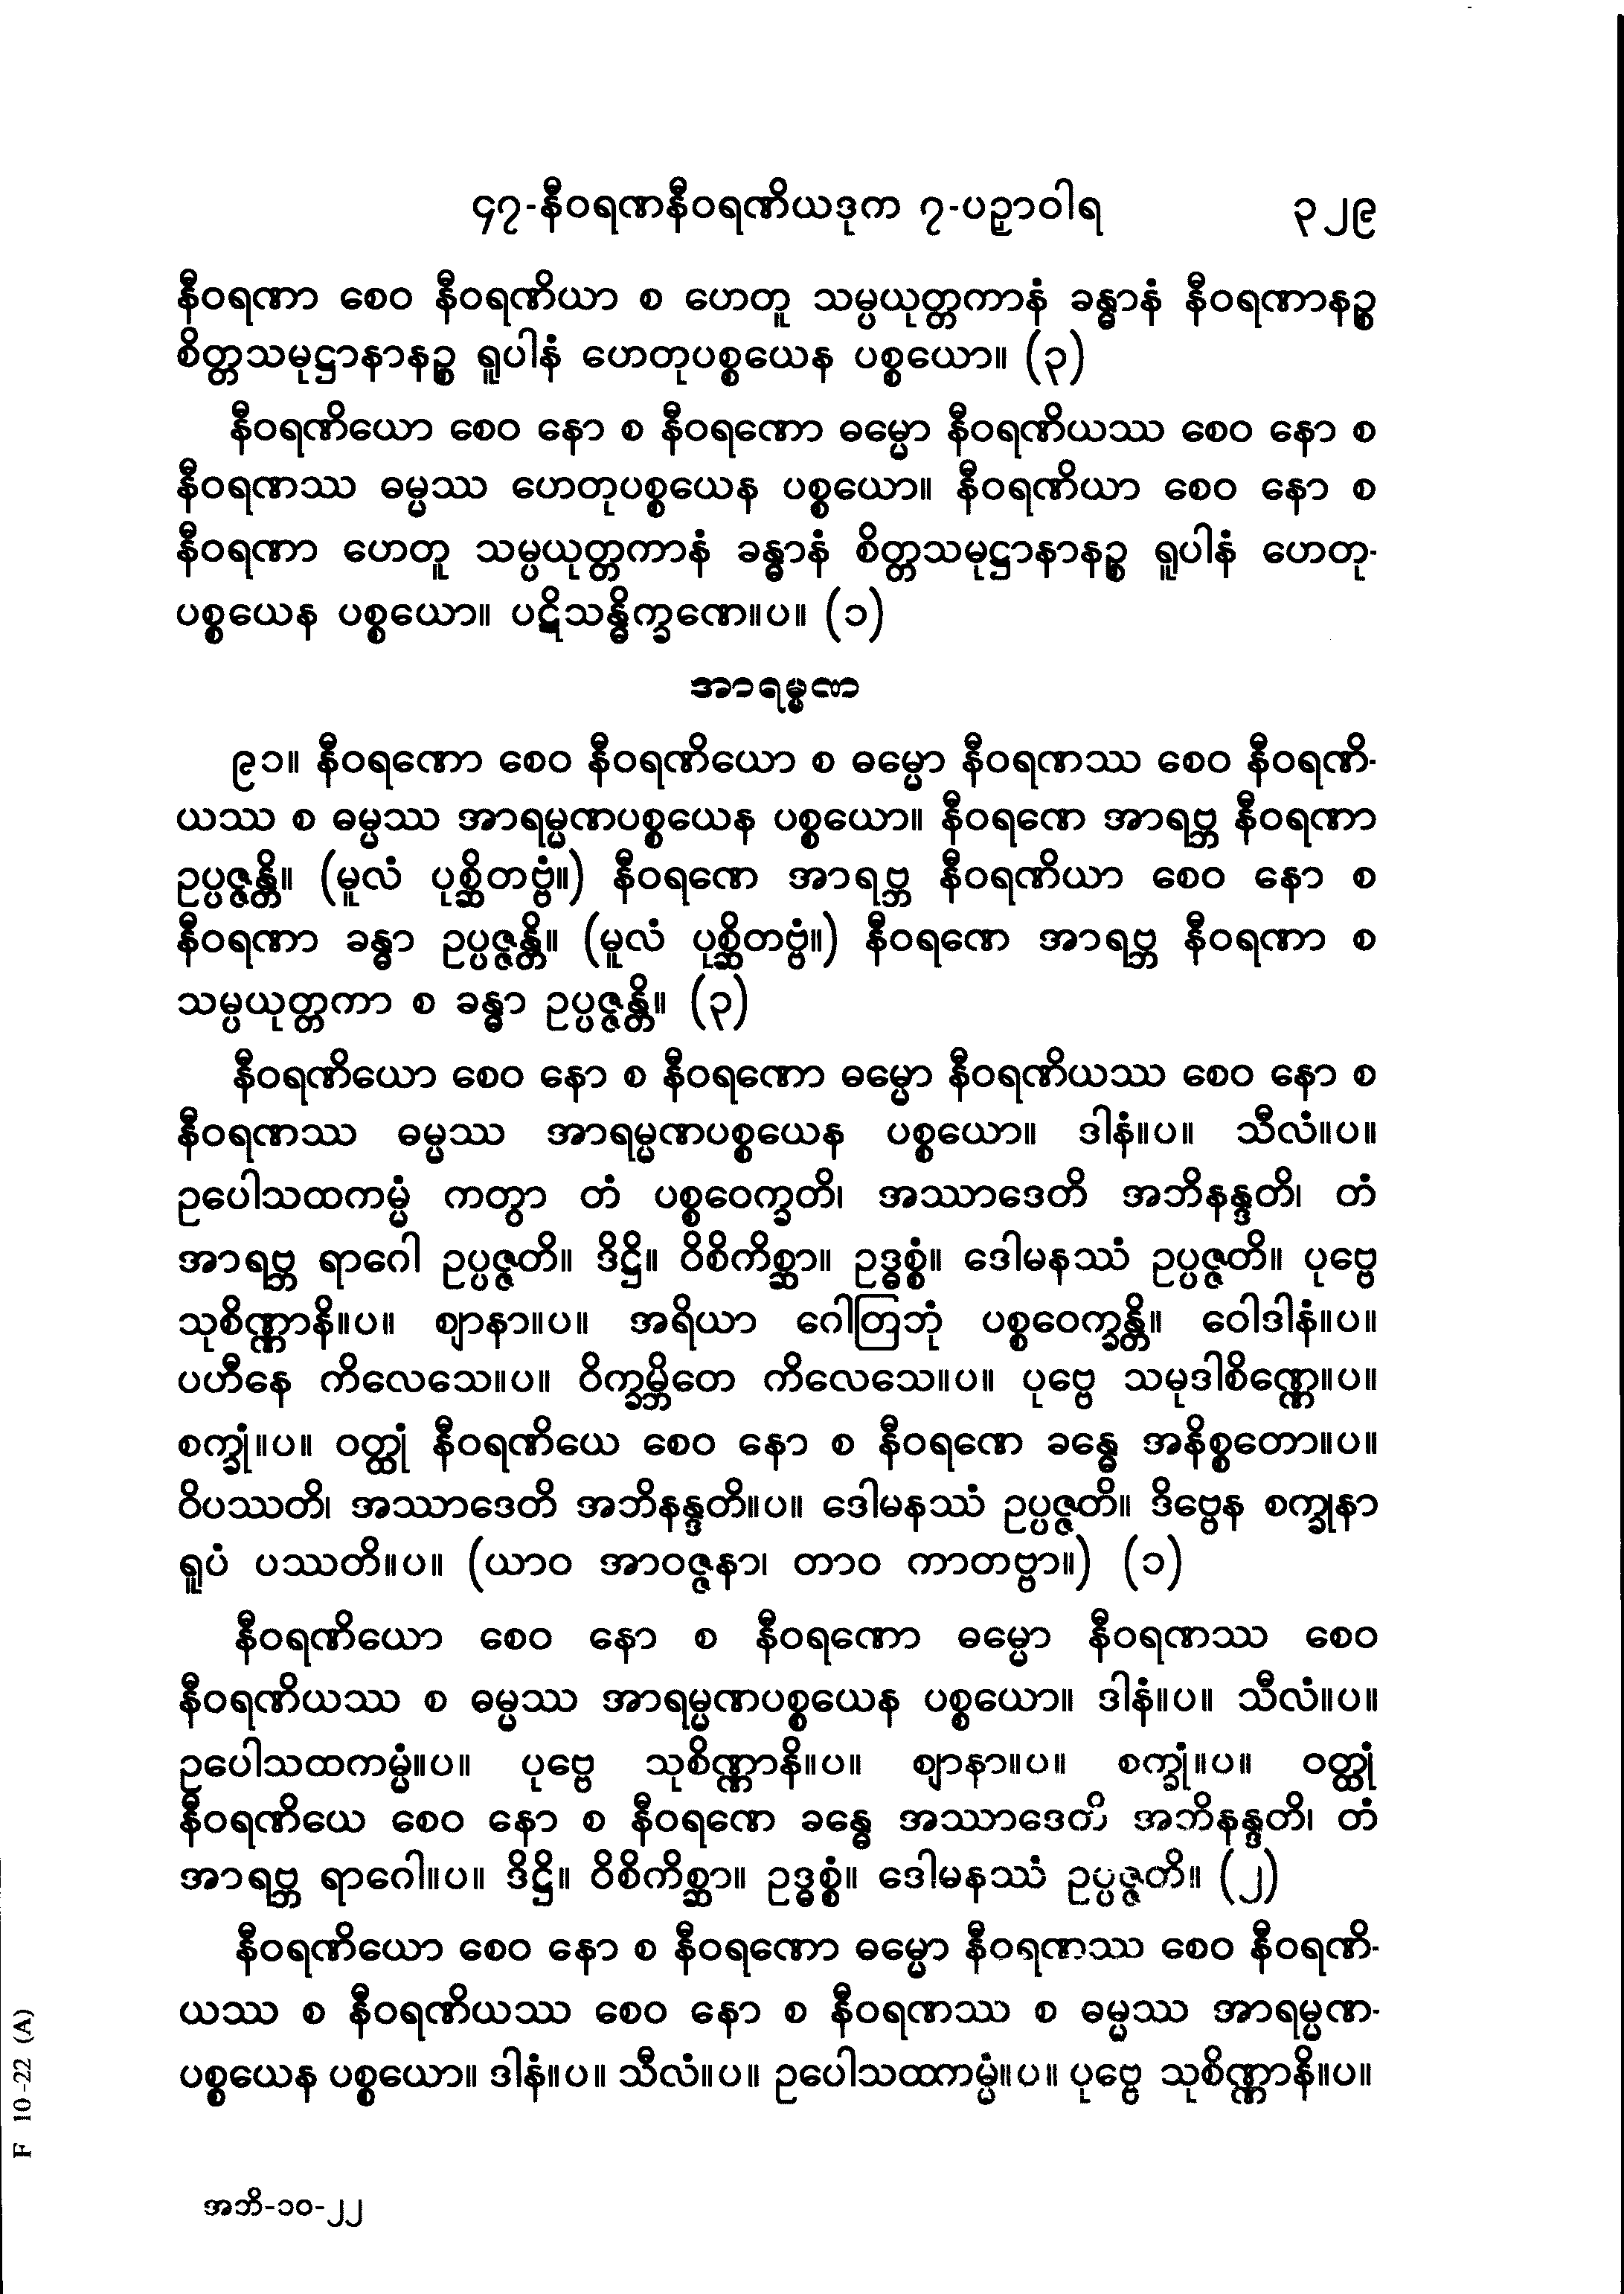 ၄၇-နီဝရဏနီဝရဏိယဒုက ၇-ပဉှာဝါရ ၃၂၉
နီဝရဏာ စေဝ နီဝရဏိယာ စ ဟေတူ သမ္ပယုတ္တကာနံ ခန္ဓာနံ နီဝရဏာနဉ္စ
စိတ္တသမုဋ္ဌာနာနဉ္စ ရူပါနံ ဟေတုပစ္စယေန ပစ္စယော။ (၃)
နီဝရဏိယော စေဝ နော စ နီဝရဏော ဓမ္မော နီဝရဏိယဿ စေဝ နော စ
နီဝရဏဿ ဓမ္မဿ ဟေတုပစ္စယေန ပစ္စယော။ နီဝရဏိယာ စေဝ နော စ
နီဝရဏာ ဟေတူ သမ္ပယုတ္တကာနံ ခန္ဓာနံ စိတ္တသမုဋ္ဌာနာနဉ္စ ရူပါနံ ဟေတု-
ပစ္စယေန ပစ္စယော။ ပဋိသန္ဓိက္ခဏေ။ပ။ (၁)
အာရမ္မဏ
၉၁။ နီဝရဏော စေဝ နီဝရဏိယော စ ဓမ္မော နီဝရဏဿ စေဝ နီဝရဏိ-
ယဿ စ ဓမ္မဿ အာရမ္မဏပစ္စယေန ပစ္စယော။ နီဝရဏေ အာရဗ္ဘ နီဝရဏာ
ဥပ္ပဇ္ဇန္တိ။ (မူလံ ပုစ္ဆိတဗ္ဗံ။) နီဝရဏေ အာရဗ္ဘ နီဝရဏိယာ စေဝ နော စ
နီဝရဏာ ခန္ဓာ ဥပ္ပဇ္ဇန္တိ။ (မူလံ ပုစ္ဆိတဗ္ဗံ။) နီဝရဏေ အာရဗ္ဘ နီဝရဏာ စ
သမ္ပယုတ္တကာ စ ခန္ဓာ ဥပ္ပဇ္ဇန္တိ။ (၃)
နီဝရဏိယော စေဝ နော စ နီဝရဏော ဓမ္မော နီဝရဏိယဿ စေဝ နော စ
နီဝရဏဿ ဓမ္မဿ အာရမ္မဏပစ္စယေန ပစ္စယော။ ဒါနံ။ပ။ သီလံ။ပ။
ဥပေါသထကမ္မံ ကတွာ တံ ပစ္စဝေက္ခတိ၊ အဿာဒေတိ အဘိနန္ဒတိ၊ တံ
အာရဗ္ဘ ရာဂေါ ဥပ္ပဇ္ဇတိ။ ဒိဋ္ဌိ။ ဝိစိကိစ္ဆာ။ ဥဒ္ဓစ္စံ။ ဒေါမနဿံ ဥပ္ပဇ္ဇတိ။ ပုဗ္ဗေ
သုစိဏ္ဏာနိ။ပ။ ဈာနာ။ပ။ အရိယာ ဂေါတြဘုံ ပစ္စဝေက္ခန္တိ။ ဝေါဒါနံ။ပ။
ပဟီနေ ကိလေသေ။ပ။ ဝိက္ခမ္ဘိတေ ကိလေသေ။ပ။ ပုဗ္ဗေ သမုဒါစိဏ္ဏေ။ပ။
စက္ခုံ။ပ။ ဝတ္ထုံ နီဝရဏိယေ စေဝ နော စ နီဝရဏေ ခန္ဓေ အနိစ္စတော။ပ။
ဝိပဿတိ၊ အဿာဒေတိ အဘိနန္ဒတိ။ပ။ ဒေါမနဿံ ဥပ္ပဇ္ဇတိ။ ဒိဗ္ဗေန စက္ခုနာ
ရူပံ ပဿတိ။ပ။ (ယာဝ အာဝဇ္ဇနာ၊ တာဝ ကာတဗ္ဗာ။) (၁)
နီဝရဏိယော စေဝ နော စ နီဝရဏော ဓမ္မော နီဝရဏဿ စေဝ
နီဝရဏိယဿ စ ဓမ္မဿ အာရမ္မဏပစ္စယေန ပစ္စယော။ ဒါနံ။ပ။ သီလံ။ပ။
ဥပေါသထကမ္မံ။ပ။ ပုဗ္ဗေ သုစိဏ္ဏာနိ။ပ။ ဈာနာ။ပ။ စက္ခုံ။ပ။ ဝတ္ထုံ
နီဝရဏိယေ စေဝ နော စ နီဝရဏေ ခန္ဓေ အဿာဒေတိ အဘိနန္ဒတိ၊ တံ
အာရဗ္ဘ ရာဂေါ။ပ။ ဒိဋ္ဌိ။ ဝိစိကိစ္ဆာ။ ဥဒ္ဓစ္စံ။ ဒေါမနဿံ ဥပ္ပဇ္ဇတိ။ (၂)
နီဝရဏိယော စေဝ နော စ နီဝရဏော ဓမ္မော နီဝရဏဿ စေဝ နီဝရဏိ-
ယဿ စ နီဝရဏိယဿ စေဝ နော စ နီဝရဏဿ စ ဓမ္မဿ အာရမ္မဏ-
ပစ္စယေန ပစ္စယော။ ဒါနံ။ပ။ သီလံ။ပ။ ဥပေါသထကမ္မံ။ပ။ ပုဗ္ဗေ သုစိဏ္ဏာနိ။ပ။
အဘိ-၁၀-၂၂
F 10-22 (A)